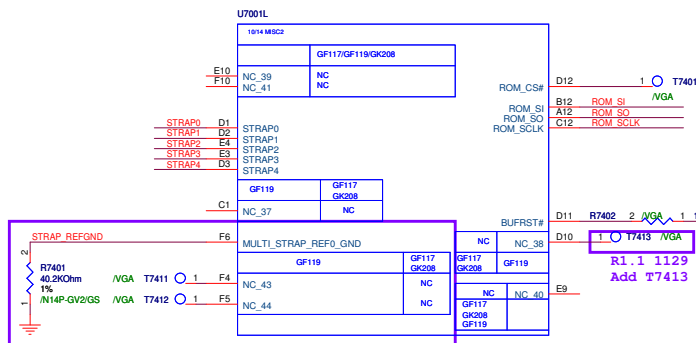 U7001L
10/14 MISC2
GF117/GF119/GK208
E10 NC_39 NC
F10 NC_41 NC
ROM_CS# D12 1 T7401
/VGA
ROM_SI B12 ROM_SI
ROM_SO A12 ROM_SO
ROM_SCLK C12 ROM_SCLK
STRAP0 D1 STRAP0
STRAP1 D2 STRAP1
STRAP2 E4 STRAP2
STRAP3 E3 STRAP3
STRAP4 D3 STRAP4
GF119 GF117
GK208
C1 NC_37 NC
BUFRST# D11 R7402 2 /VGA 1 1
STRAP_REFGND F6 MULTI_STRAP_REF0_GND
NC NC_38 D10 1 T7413 /VGA
GF119 GF117
GK208 GF117
GK208 GF119
R1.1 1129
Add T7413
2
R7401
40.2KOhm
1%
1 /N14P-GV2/GS
/VGA T7411 1 F4 NC_43 NC
/VGA T7412 1 F5 NC_44 NC
NC NC_40 E9
GF117
GK208
GF119